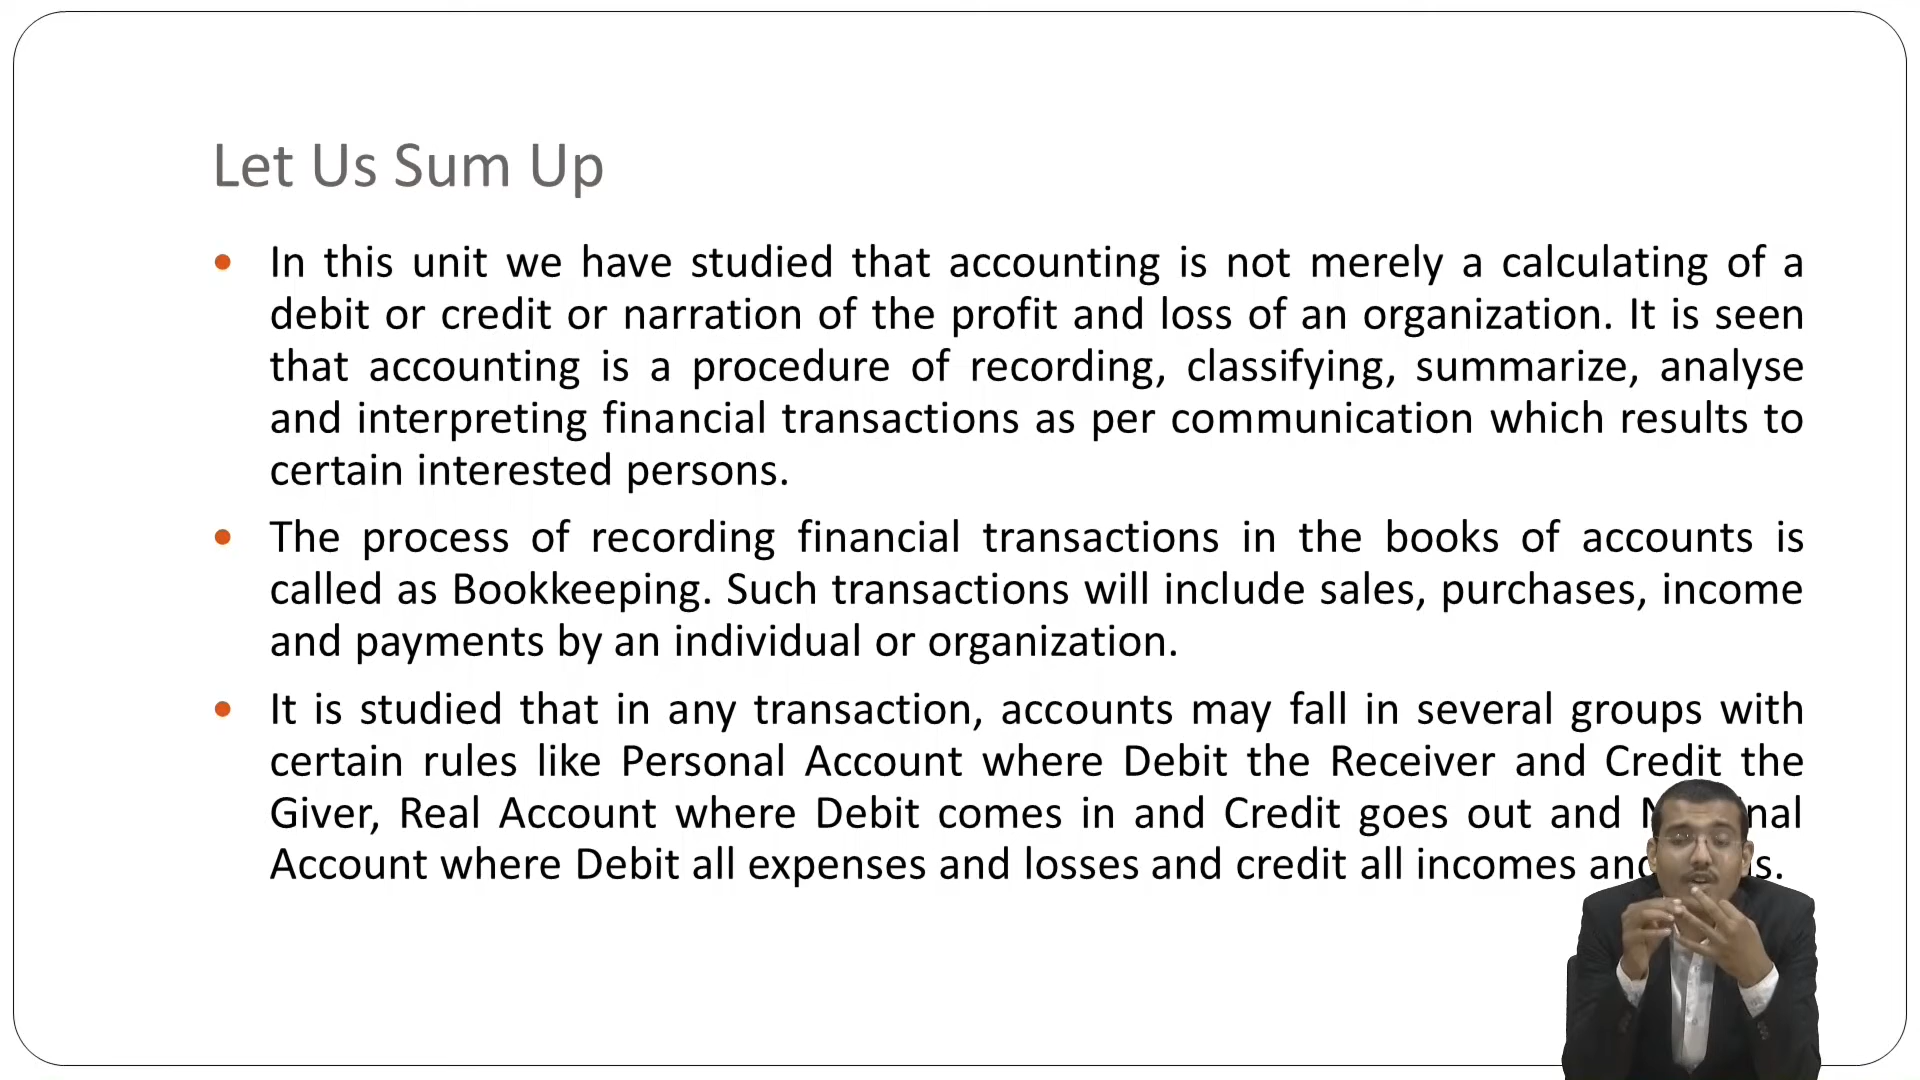 Let Us Sum Up
In this unit we have studied that accounting is not merely a calculating of a
debit or credit or narration of the profit and loss of an organization. It is seen
that accounting is a procedure of recording, classifying, summarize, analyse
and interpreting financial transactions as per communication which results to
certain interested persons.
The process of recording financial transactions in the books of accounts is
called as Bookkeeping. Such transactions will include sales, purchases, income
and payments by an individual or organization.
It is studied that in any transaction, accounts may fall in several groups with
certain rules like Personal Account where Debit the Receiver and Credit the
Giver, Real Account where Debit comes in and Credit goes out and
Account where Debit all expenses and losses and credit all incomes and